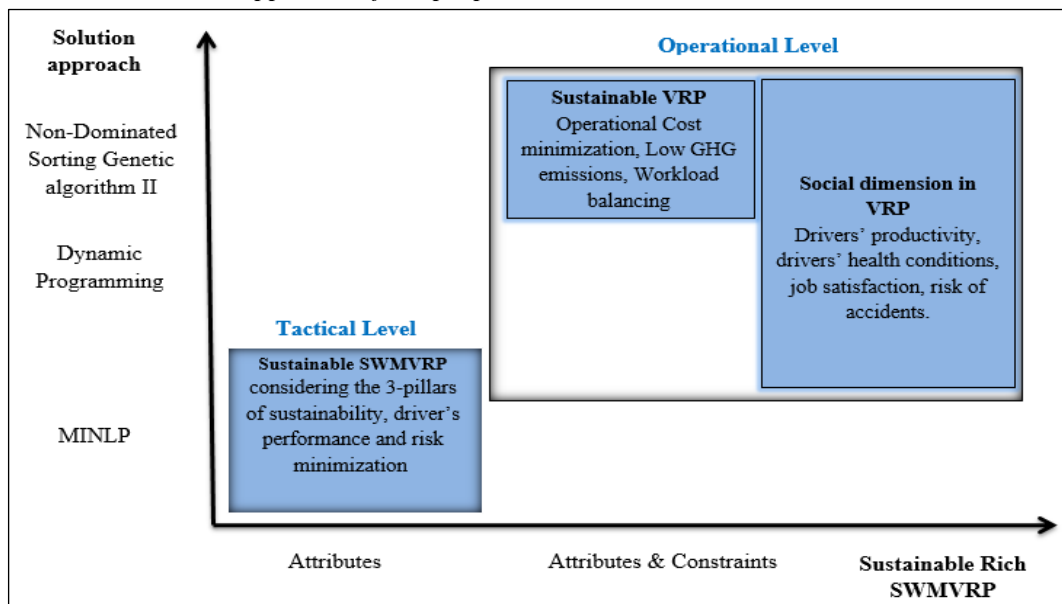 Solution
approach
Non-Dominated
Sorting Genetic
algorithm II
Dynamic
Programming
MINLP
Operational Level
Sustainable VRP
Operational Cost
minimization, Low GHG
emissions, Workload
balancing
Social dimension in
VRP
Drivers’ productivity,
drivers’ health conditions,
job satisfaction, risk of
accidents.
Tactical Level
Sustainable SWMVRP
considering the 3-pillars
of sustainability, driver’s
performance and risk
minimization
Attributes
Attributes & Constraints
Sustainable Rich
SWMVRP